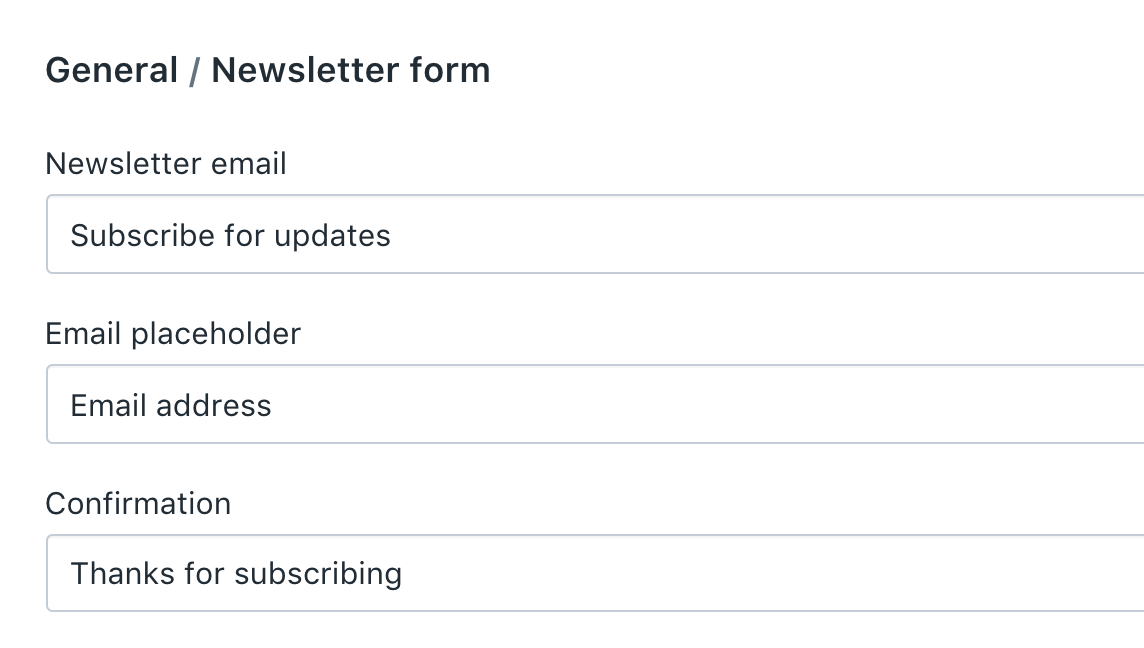 General / Newsletter form
Newsletter email
Subscribe for updates
Email placeholder
Email address
Confirmation
Thanks for subscribing